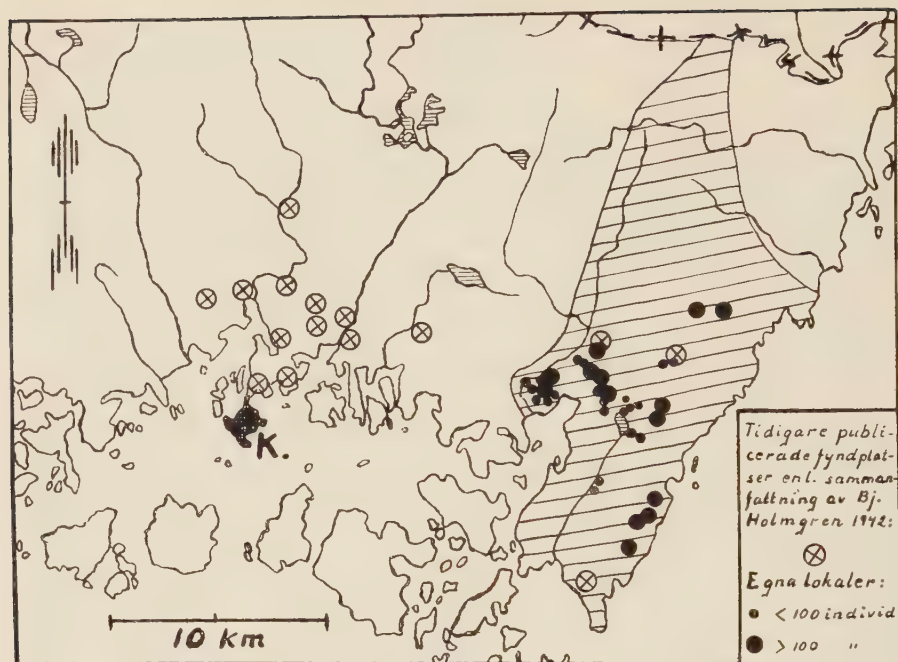 K.
10 km
Tidigare publi-
cerade fyndplat-
ser enl. samman-
fattning av Bj.
Holmgren 1942:
Egna lokaler:
< 100 individ
> 100 "